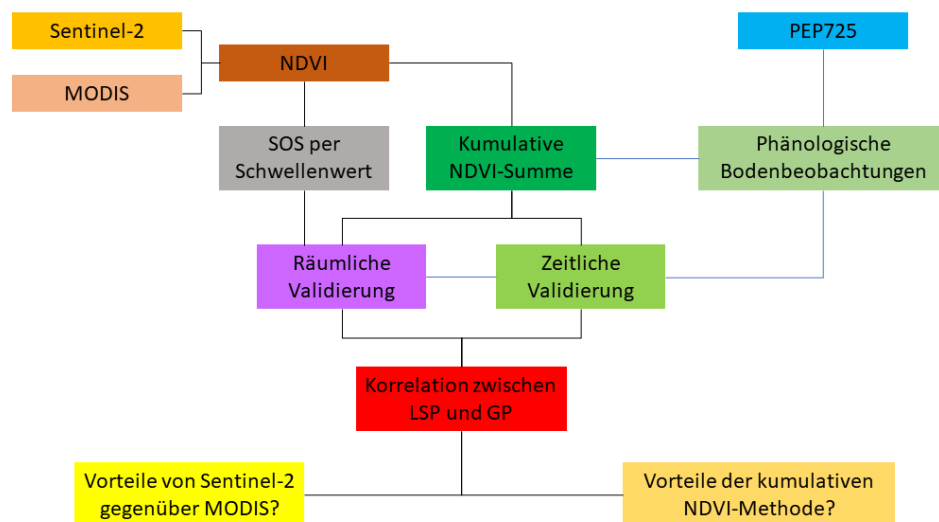 Sentinel-2
PEP725
NDVI
MODIS
SOS per
Schwellenwert
Kumulative
NDVI-Summe
Phänologische
Bodenbeobachtungen
Räumliche
Validierung
Zeitliche
Validierung
Korrelation zwischen
LSP und GP
Vorteile von Sentinel-2
gegenüber MODIS?
Vorteile der kumulativen
NDVI-Methode?